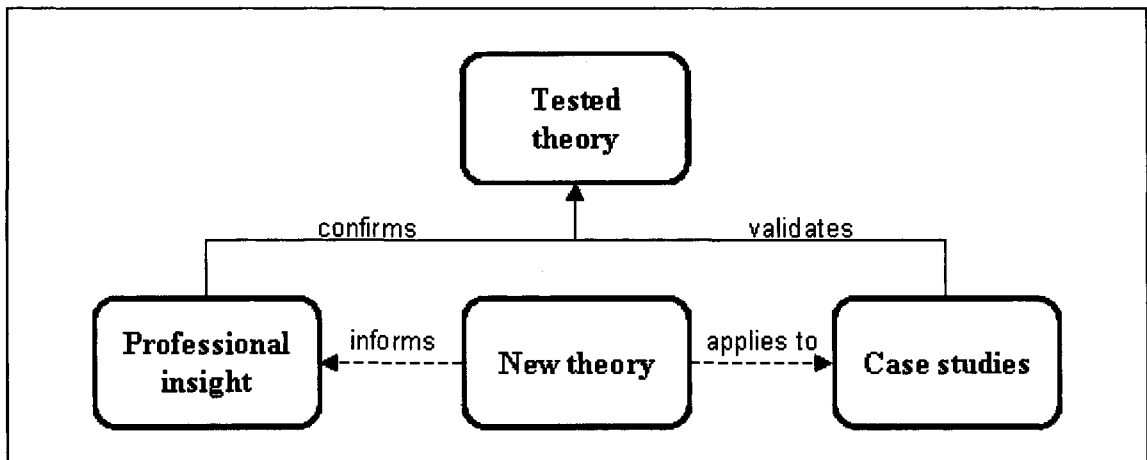 Tested
theory
confirms
validates
Professional
insight
informs
New theory
applies to
Case studies